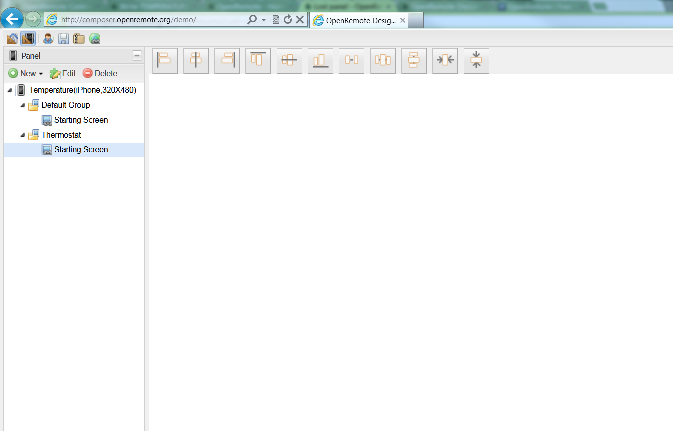 http://composer.openremote.org/demo/
OpenRemote Desig...
Panel
New
Edit
Delete
Temperature(iPhone,320X480)
Default Group
Starting Screen
Thermostat
Starting Screen